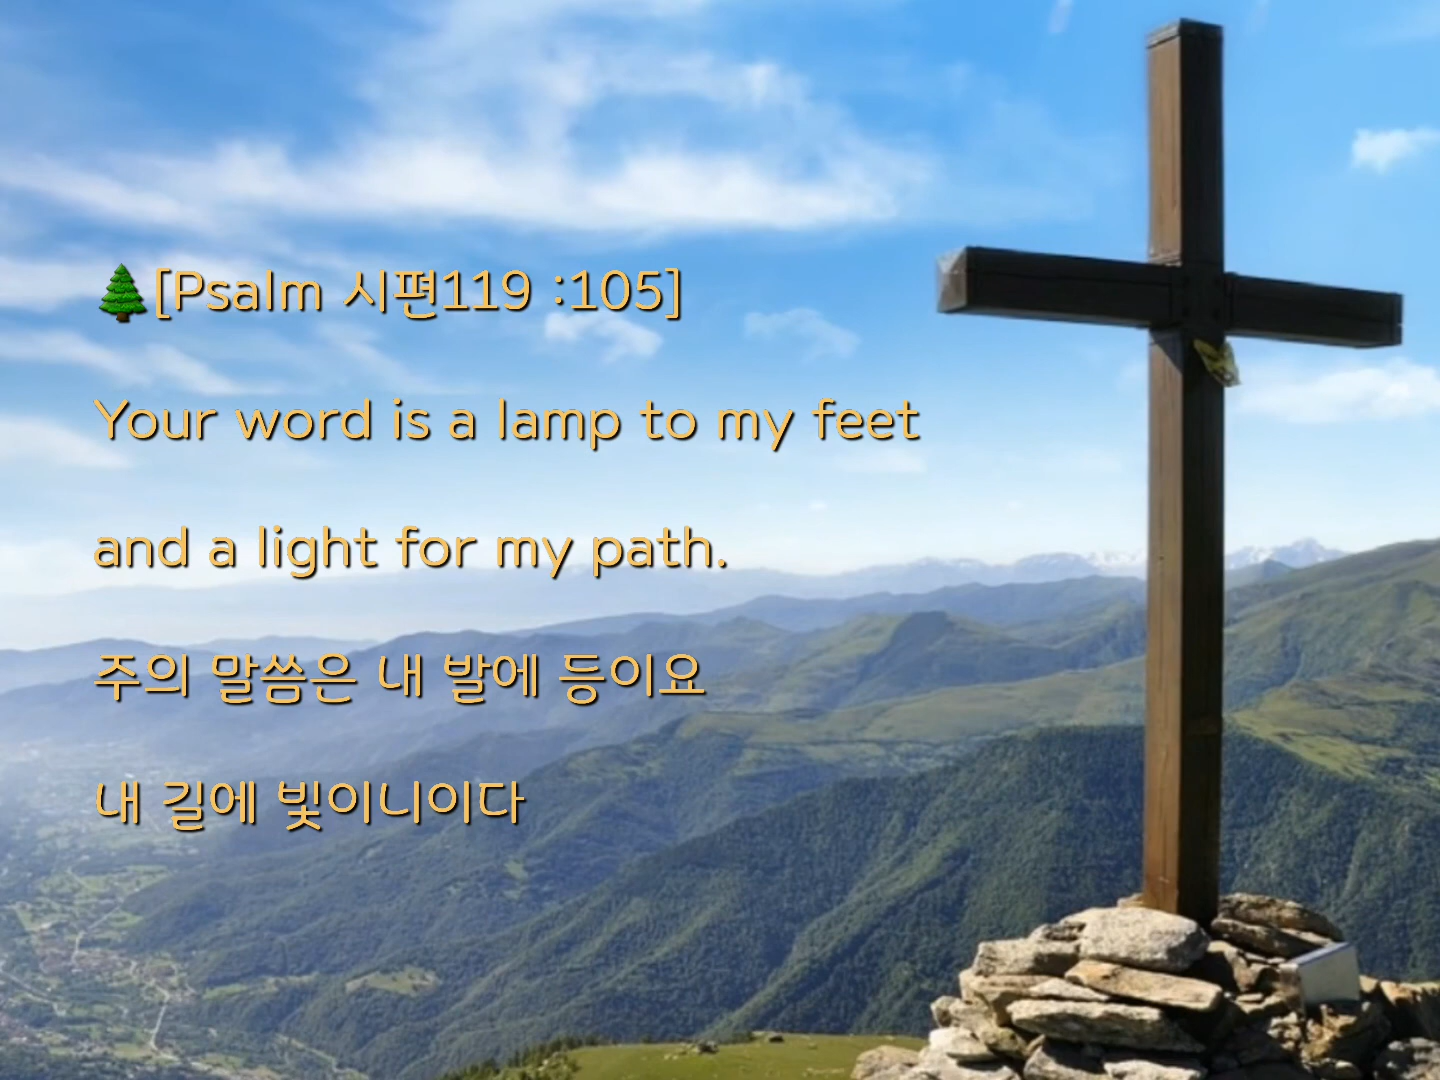 🌲[Psalm 시편119 :105]
Your word is a lamp to my feet
and a light for my path.
주의 말씀은 내 발에 등이요
내 길에 빛이니이다